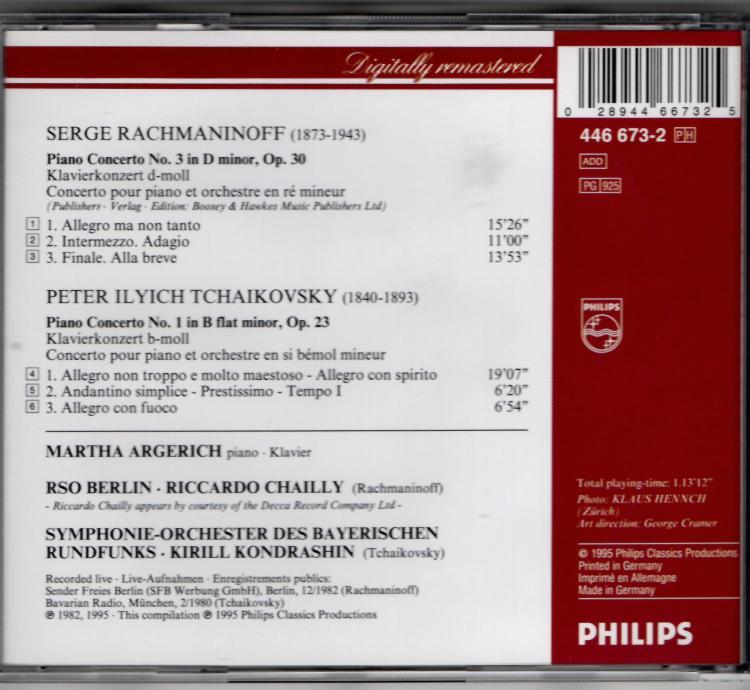 Digitally remastered
SERGE RACHMANINOFF (1873-1943)
Piano Concerto No. 3 in D minor, Op. 30
Klavierkonzert d-moll
Concerto pour piano et orchestre en ré mineur
(Publishers · Verlag · Edition: Boosey & Hawkes Music Publishers Ltd)
1 1. Allegro ma non tanto 15'26"
2 2. Intermezzo. Adagio 11'00"
3 3. Finale. Alla breve 13'53"
PETER ILYICH TCHAIKOVSKY (1840-1893)
Piano Concerto No. 1 in B flat minor, Op. 23
Klavierkonzert b-moll
Concerto pour piano et orchestre en si bémol mineur
4 1. Allegro non troppo e molto maestoso - Allegro con spirito 19'07"
5 2. Andantino simplice - Prestissimo - Tempo I 6'20"
6 3. Allegro con fuoco 6'54"
MARTHA ARGERICH piano · Klavier
RSO BERLIN · RICCARDO CHAILLY (Rachmaninoff)
- Riccardo Chailly appears by courtesy of the Decca Record Company Ltd -
SYMPHONIE-ORCHESTER DES BAYERISCHEN
RUNDFUNKS · KIRILL KONDRASHIN (Tchaikovsky)
Recorded live · Live-Aufnahmen · Enregistrements publics:
Sender Freies Berlin (SFB Werbung GmbH), Berlin, 12/1982 (Rachmaninoff)
Bavarian Radio, München, 2/1980 (Tchaikovsky)
℗ 1982, 1995 · This compilation ℗ 1995 Philips Classics Productions
0 28944 66732 5
446 673-2 PH
ADD
PG 925
PHILIPS
Total playing-time: 1.13'12"
Photo: KLAUS HENNCH
(Zürich)
Art direction: George Cramer
© 1995 Philips Classics Productions
Printed in Germany
Imprimé en Allemagne
Made in Germany
PHILIPS